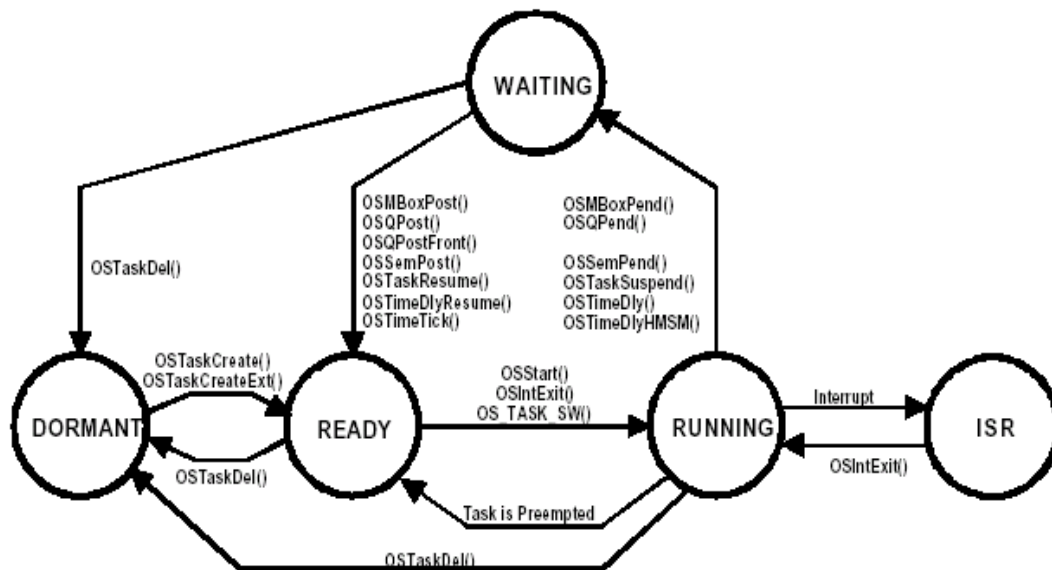 WAITING
OSMBoxPost()
OSQPost()
OSQPostFront()
OSSemPost()
OSTaskResume()
OSTimeDlyResume()
OSTimeTick()
OSMBoxPend()
OSQPend()
OSSemPend()
OSTaskSuspend()
OSTimeDly()
OSTimeDlyHMSM()
OSTaskDel()
OSTaskCreate()
OSTaskCreateExt()
OSStart()
OSIntExit()
OS_TASK_SW()
Interrupt
DORMANT
READY
RUNNING
ISR
OSTaskDel()
OSIntExit()
Task is Preempted
OSTaskDel()